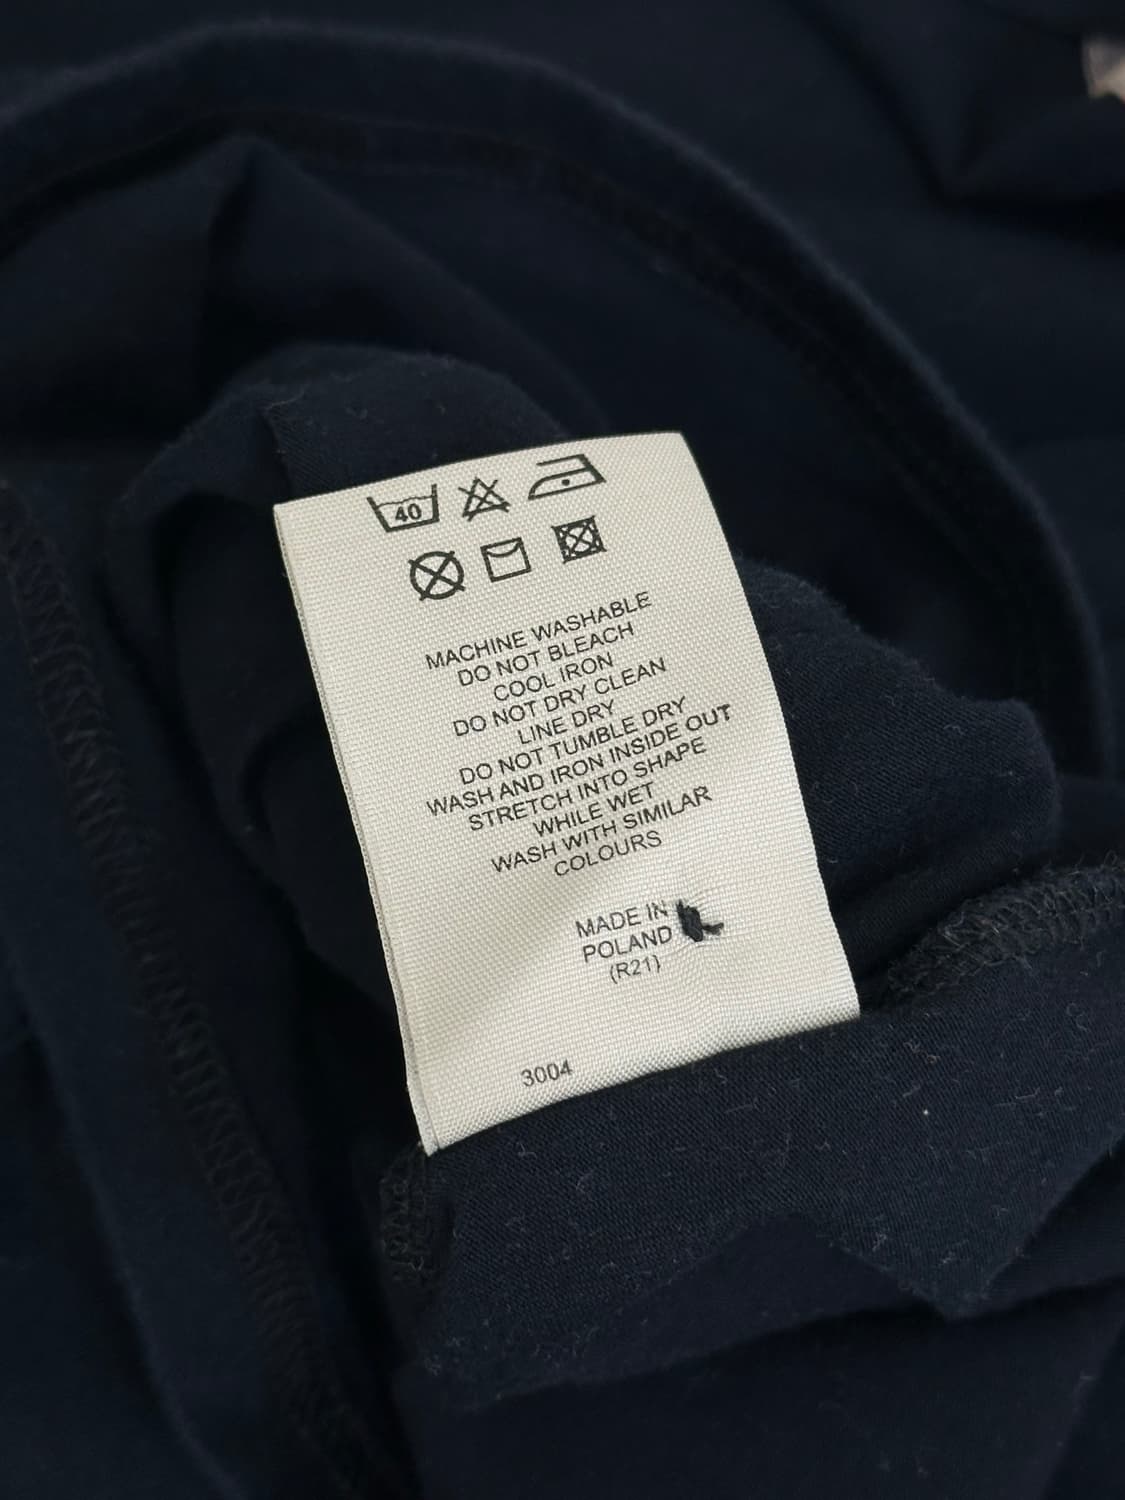 40
MACHINE WASHABLE
DO NOT BLEACH
COOL IRON
DO NOT DRY CLEAN
LINE DRY
DO NOT TUMBLE DRY
WASH AND IRON INSIDE OUT
STRETCH INTO SHAPE
WHILE WET
WASH WITH SIMILAR
COLOURS
MADE IN
POLAND
(R21)
3004